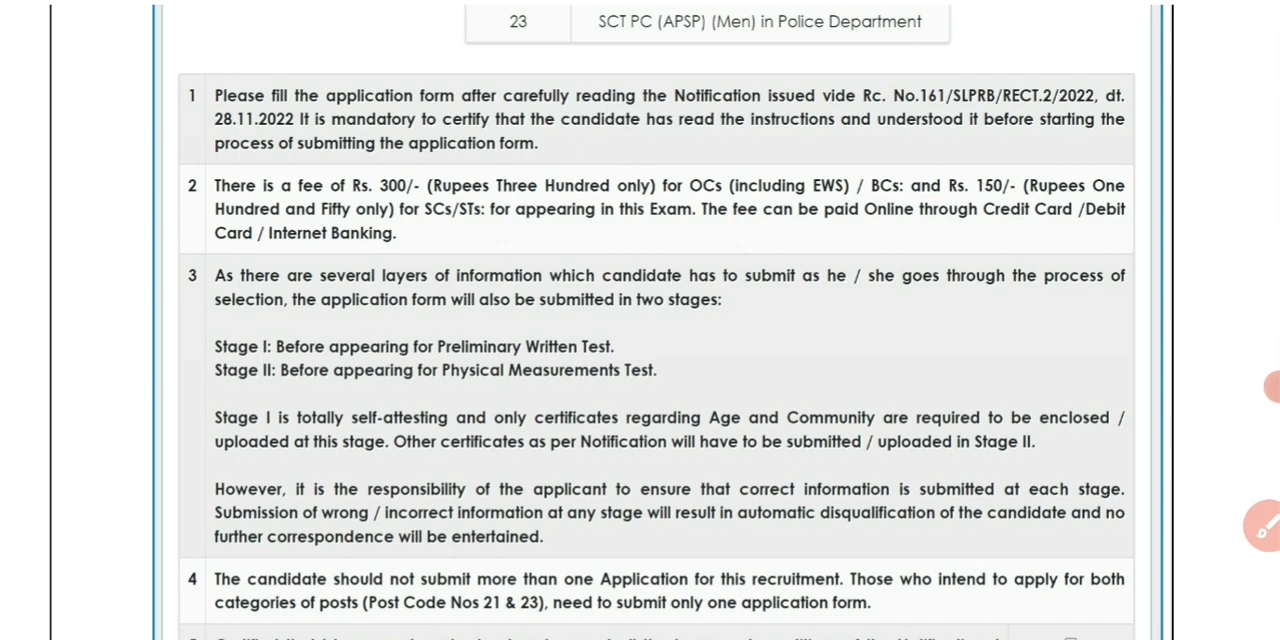 23 SCT PC (APSP) (Men) in Police Department
1 Please fill the application form after carefully reading the Notification issued vide Rc. No.161/SLPRB/RECT.2/2022, dt.
28.11.2022 It is mandatory to certify that the candidate has read the instructions and understood it before starting the
process of submitting the application form.
2 There is a fee of Rs. 300/- (Rupees Three Hundred only) for OCs (including EWS) / BCs: and Rs. 150/- (Rupees One
Hundred and Fifty only) for SCs/STs: for appearing in this Exam. The fee can be paid Online through Credit Card /Debit
Card / Internet Banking.
3 As there are several layers of information which candidate has to submit as he / she goes through the process of
selection, the application form will also be submitted in two stages:
Stage I: Before appearing for Preliminary Written Test.
Stage II: Before appearing for Physical Measurements Test.
Stage I is totally self-attesting and only certificates regarding Age and Community are required to be enclosed /
uploaded at this stage. Other certificates as per Notification will have to be submitted / uploaded in Stage II.
However, it is the responsibility of the applicant to ensure that correct information is submitted at each stage.
Submission of wrong / incorrect information at any stage will result in automatic disqualification of the candidate and no
further correspondence will be entertained.
4 The candidate should not submit more than one Application for this recruitment. Those who intend to apply for both
categories of posts (Post Code Nos 21 & 23), need to submit only one application form.